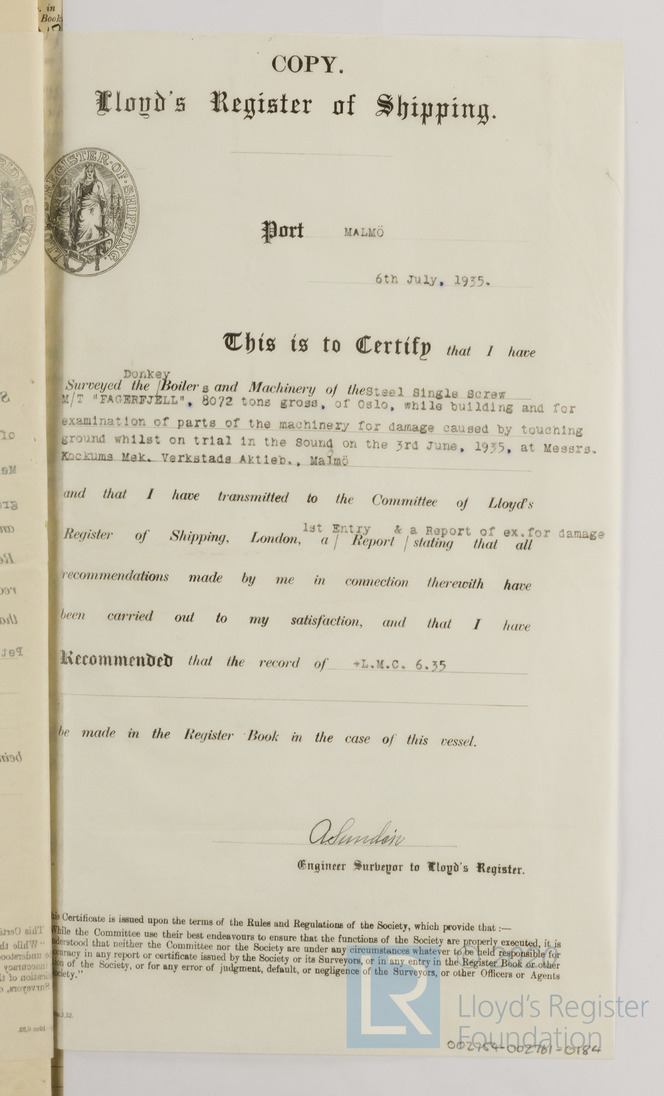 COPY.
Lloyd's Register of Shipping.
Port MALMÖ
6th July, 1935.
This is to Certify that I have
Donkey
Surveyed the / Boilers and Machinery of the Steel Single Screw
M/T "FAGERFJELL", 8072 tons gross, of Oslo, while building and for
examination of parts of the machinery for damage caused by touching
ground whilst on trial in the Sound on the 3rd June, 1935, at Messrs.
Kockums Mek. Verkstads Aktieb., Malmö
and that I have transmitted to the Committee of Lloyd's
1st Entry & a Report of ex.for damage
Register of Shipping, London, a / Report / stating that all
recommendations made by me in connection therewith have
been carried out to my satisfaction, and that I have
Recommended that the record of +L.M.C. 6.35
be made in the Register Book in the case of this vessel.
ASundén
Engineer Surveyor to Lloyd's Register.
Certificate is issued upon the terms of the Rules and Regulations of the Society, which provide that :—
While the Committee use their best endeavours to ensure that the functions of the Society are properly executed, it is
understood that neither the Committee nor the Society are under any circumstances whatever to be held responsible for
accuracy in any report or certificate issued by the Society or its Surveyors, or in any entry in the Register Book or other
of the Society, or for any error of judgment, default, or negligence of the Surveyors, or other Officers or Agents
Society."
LR
Lloyd's Register
Foundation
002954-002961-0184